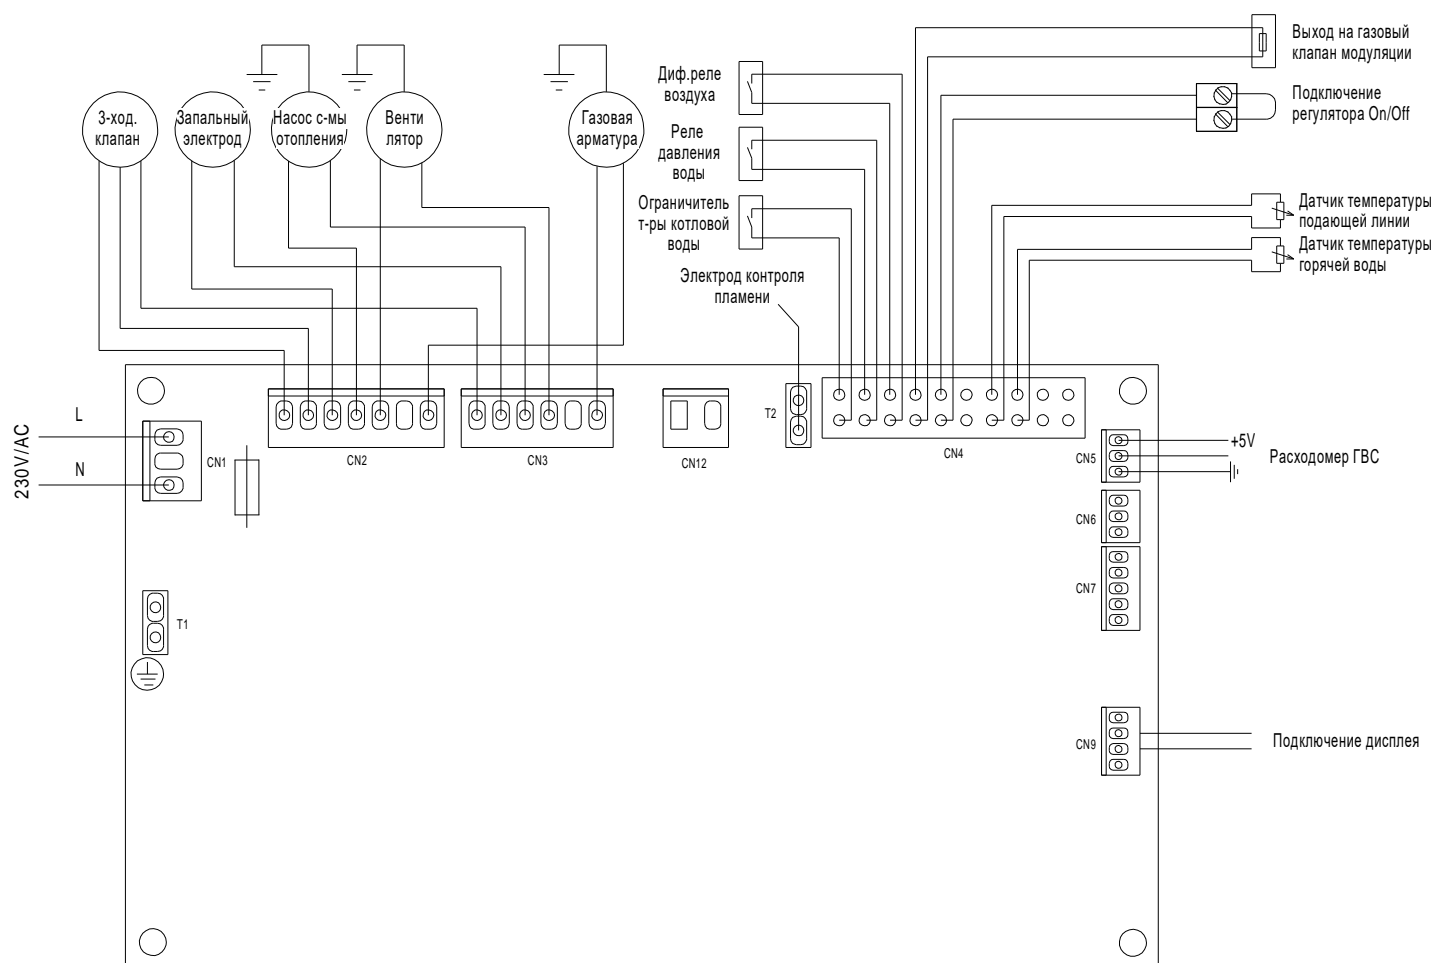 Выход на газовый
клапан модуляции
Диф.реле
воздуха
Подключение
регулятора On/Off
3-ход.
клапан
Запальный
электрод
Насос с-мы
отопления
Венти
лятор
Газовая
арматура
Реле
давления
воды
Ограничитель
т-ры котловой
воды
Датчик температуры
подающей линии
Датчик температуры
горячей воды
Электрод контроля
пламени
L
N
230V/AC
CN1
CN2
CN3
CN12
T2
CN4
CN5
+5V
Расходомер ГВС
CN6
CN7
T1
CN9
Подключение дисплея